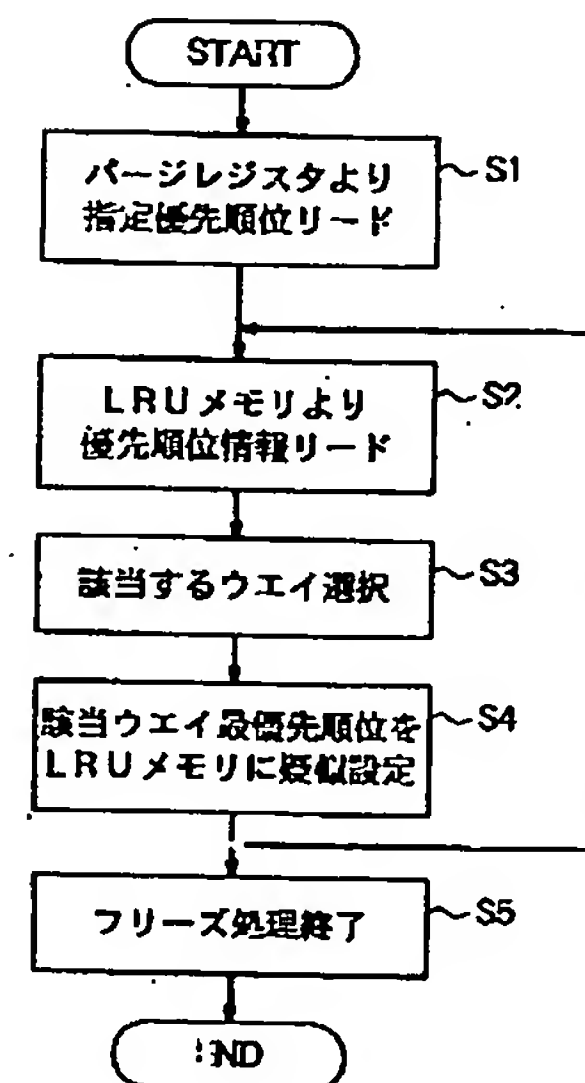 START
パージレジスタより
指定優先順位リード
S1
LRUメモリより
優先順位情報リード
S2
該当するウエイ選択
S3
該当ウエイ最優先順位を
LRUメモリに疑似設定
S4
フリーズ処理終了
S5
END